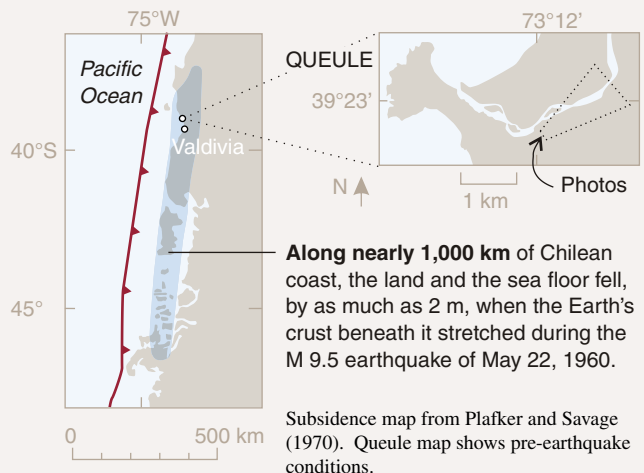 75°W
Pacific
Ocean
40°S
Valdivia
45°
0 500 km
QUEULE
73°12'
39°23'
N
1 km
Photos
Along nearly 1,000 km of Chilean
coast, the land and the sea floor fell,
by as much as 2 m, when the Earth's
crust beneath it stretched during the
M 9.5 earthquake of May 22, 1960.
Subsidence map from Plafker and Savage
(1970). Queule map shows pre-earthquake
conditions.